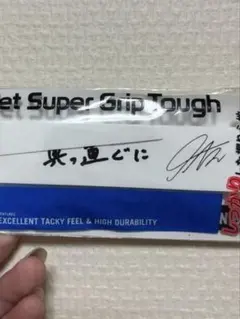 et Super Grip Tough
真っ直ぐに
EXCELLENT TACKY FEEL & HIGH DURABILITY